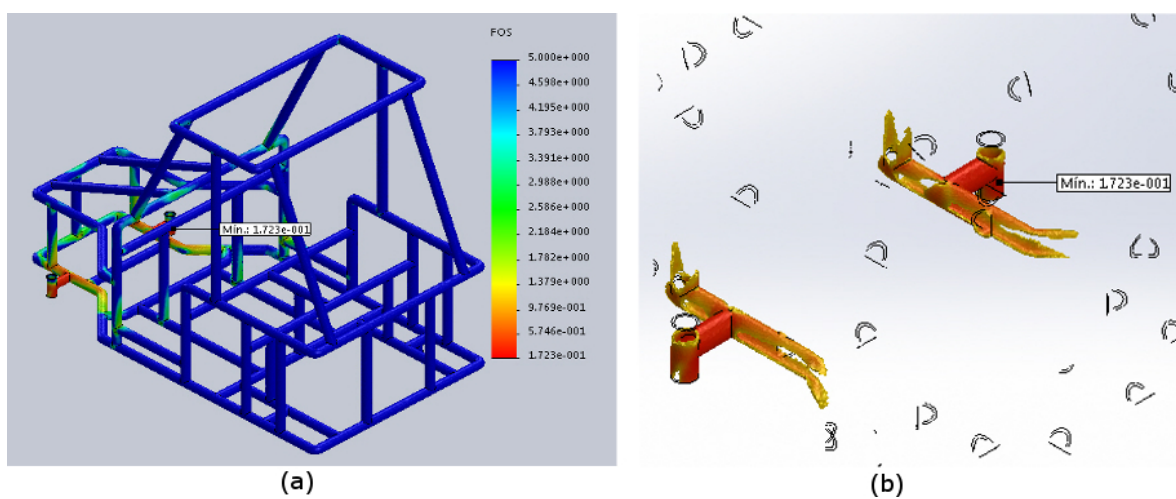 FOS
5.000e+000
4.598e+000
4.195e+000
3.793e+000
3.391e+000
2.988e+000
2.586e+000
2.184e+000
1.782e+000
1.379e+000
9.769e-001
5.746e-001
1.723e-001
Mín.: 1.723e-001
(a)
Mín.: 1.723e-001
(b)